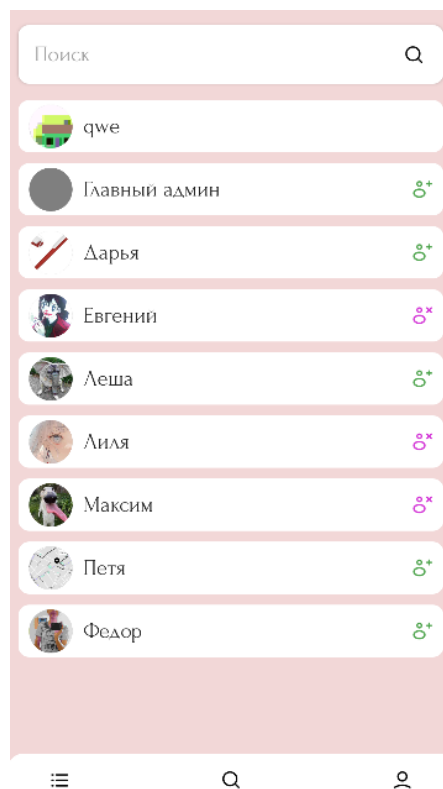 Поиск
qwe
Главный админ
Дарья
Евгений
Леша
Лиля
Максим
Петя
Федор